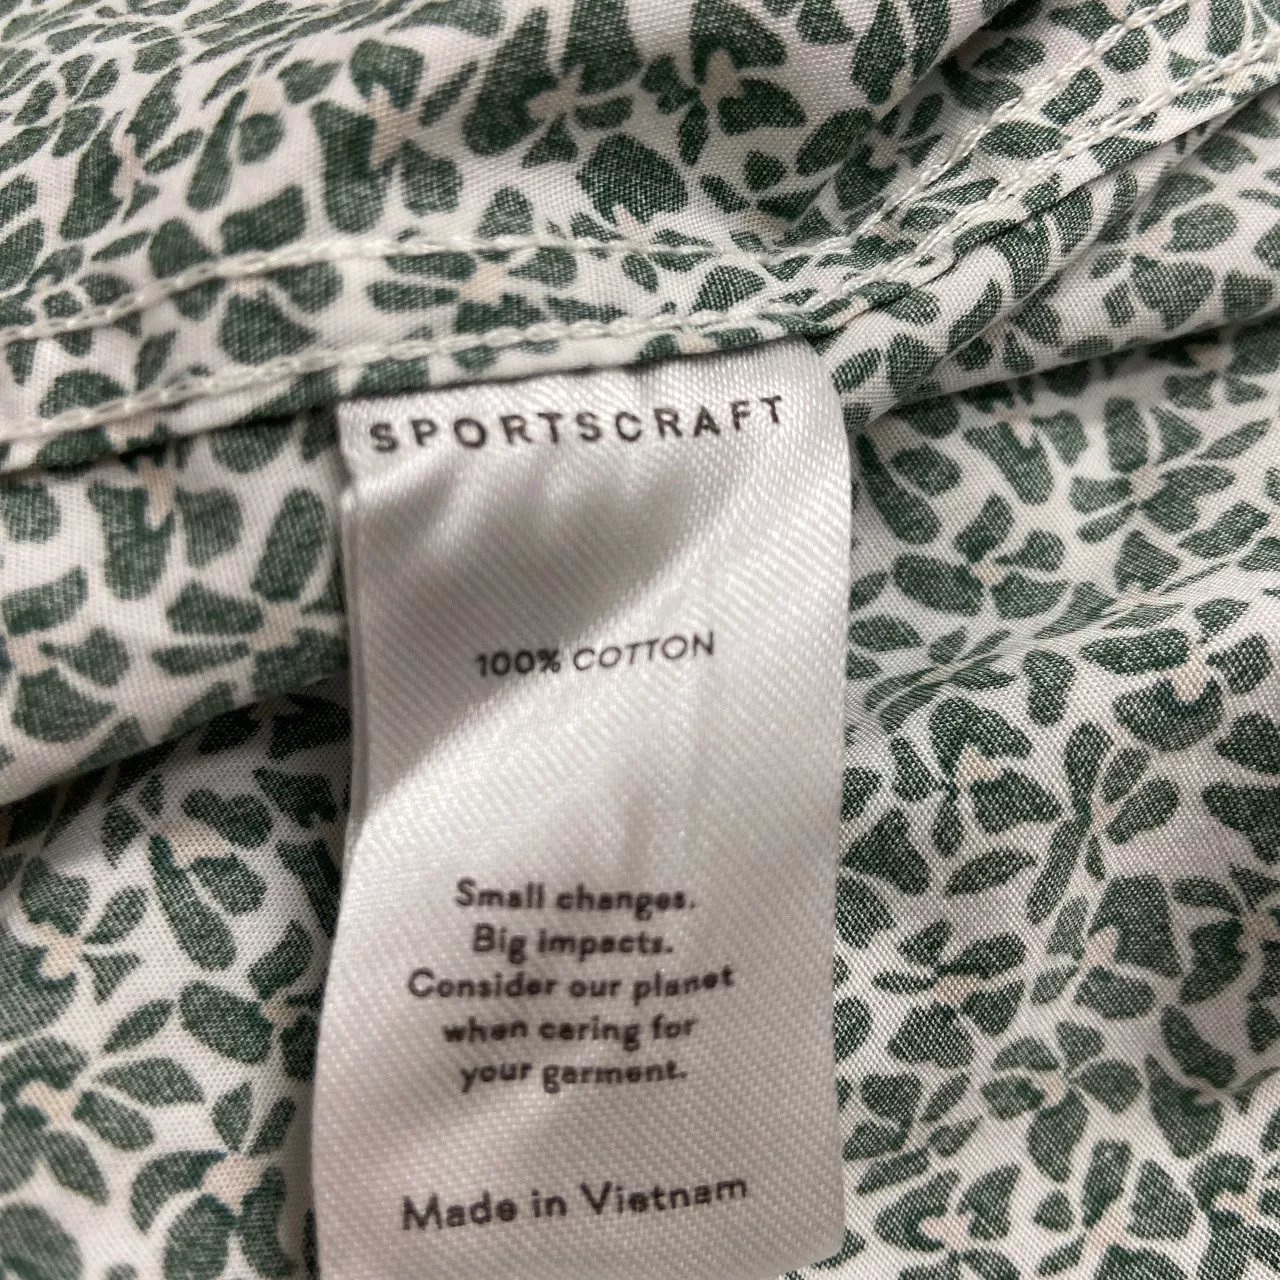 SPORTSCRAFT
100% COTTON
Small changes.
Big impacts.
Consider our planet
when caring for
your garment.
Made in Vietnam